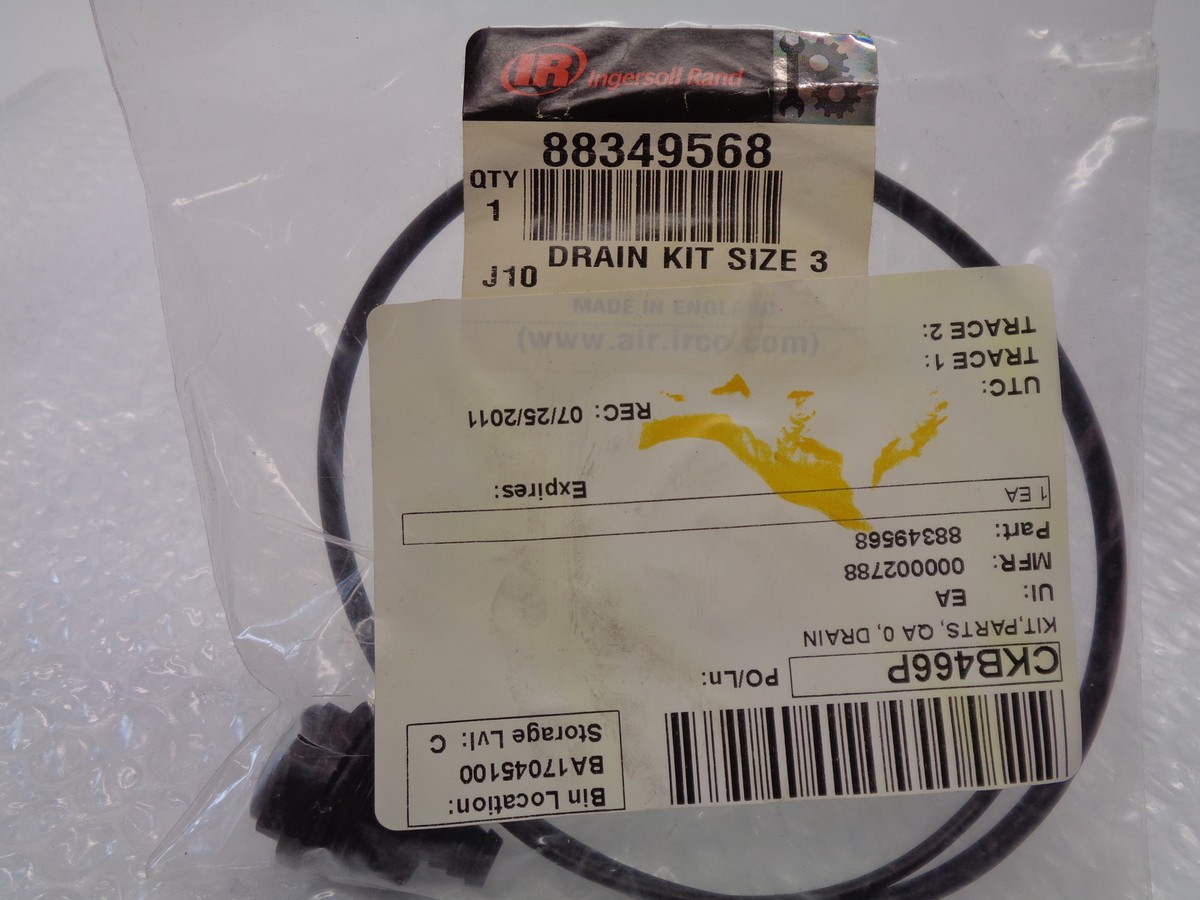 IR Ingersoll Rand
88349568
QTY
1
DRAIN KIT SIZE 3
J10
MADE IN ENGLAND
(www.air.irco.com)
Bin Location:
BA17045100
Storage Lvl: C
CKB466P PO/Ln:
KIT,PARTS, QA 0, DRAIN
UI: EA
MFR: 000002788
Part: 88349568
1 EA Expires:
UTC: REC: 07/25/2011
TRACE 1:
TRACE 2: